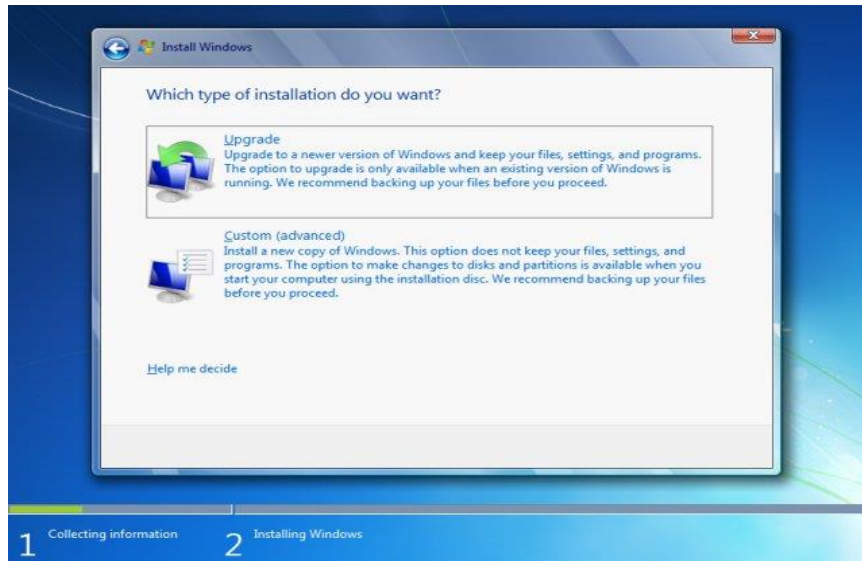 Install Windows
Which type of installation do you want?
Upgrade
Upgrade to a newer version of Windows and keep your files, settings, and programs.
The option to upgrade is only available when an existing version of Windows is
running. We recommend backing up your files before you proceed.
Custom (advanced)
Install a new copy of Windows. This option does not keep your files, settings, and
programs. The option to make changes to disks and partitions is available when you
start your computer using the installation disc. We recommend backing up your files
before you proceed.
Help me decide
1 Collecting information
2 Installing Windows